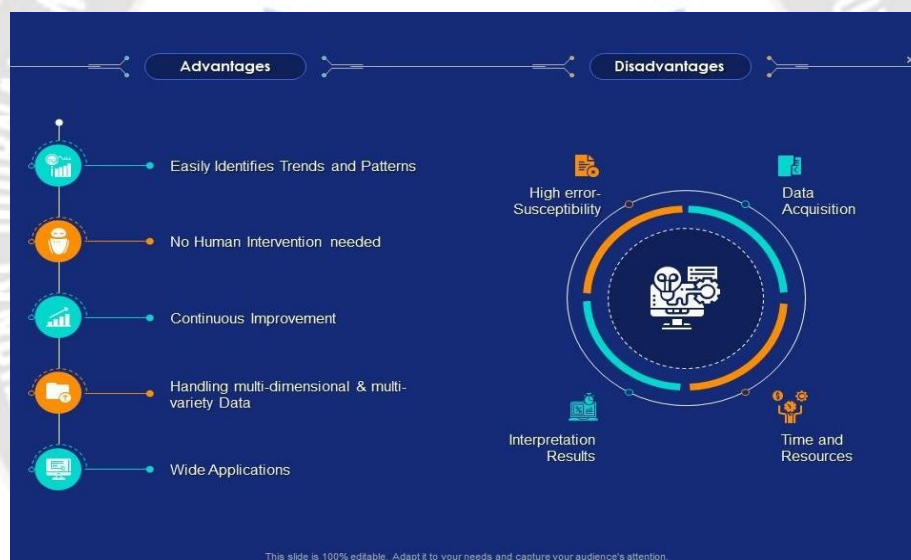 Advantages
Disadvantages
Easily Identifies Trends and Patterns
No Human Intervention needed
Continuous Improvement
Handling multi-dimensional & multi-
variety Data
Wide Applications
High error-
Susceptibility
Data
Acquisition
Interpretation
Results
Time and
Resources
This slide is 100% editable. Adapt it to your needs and capture your audience's attention.